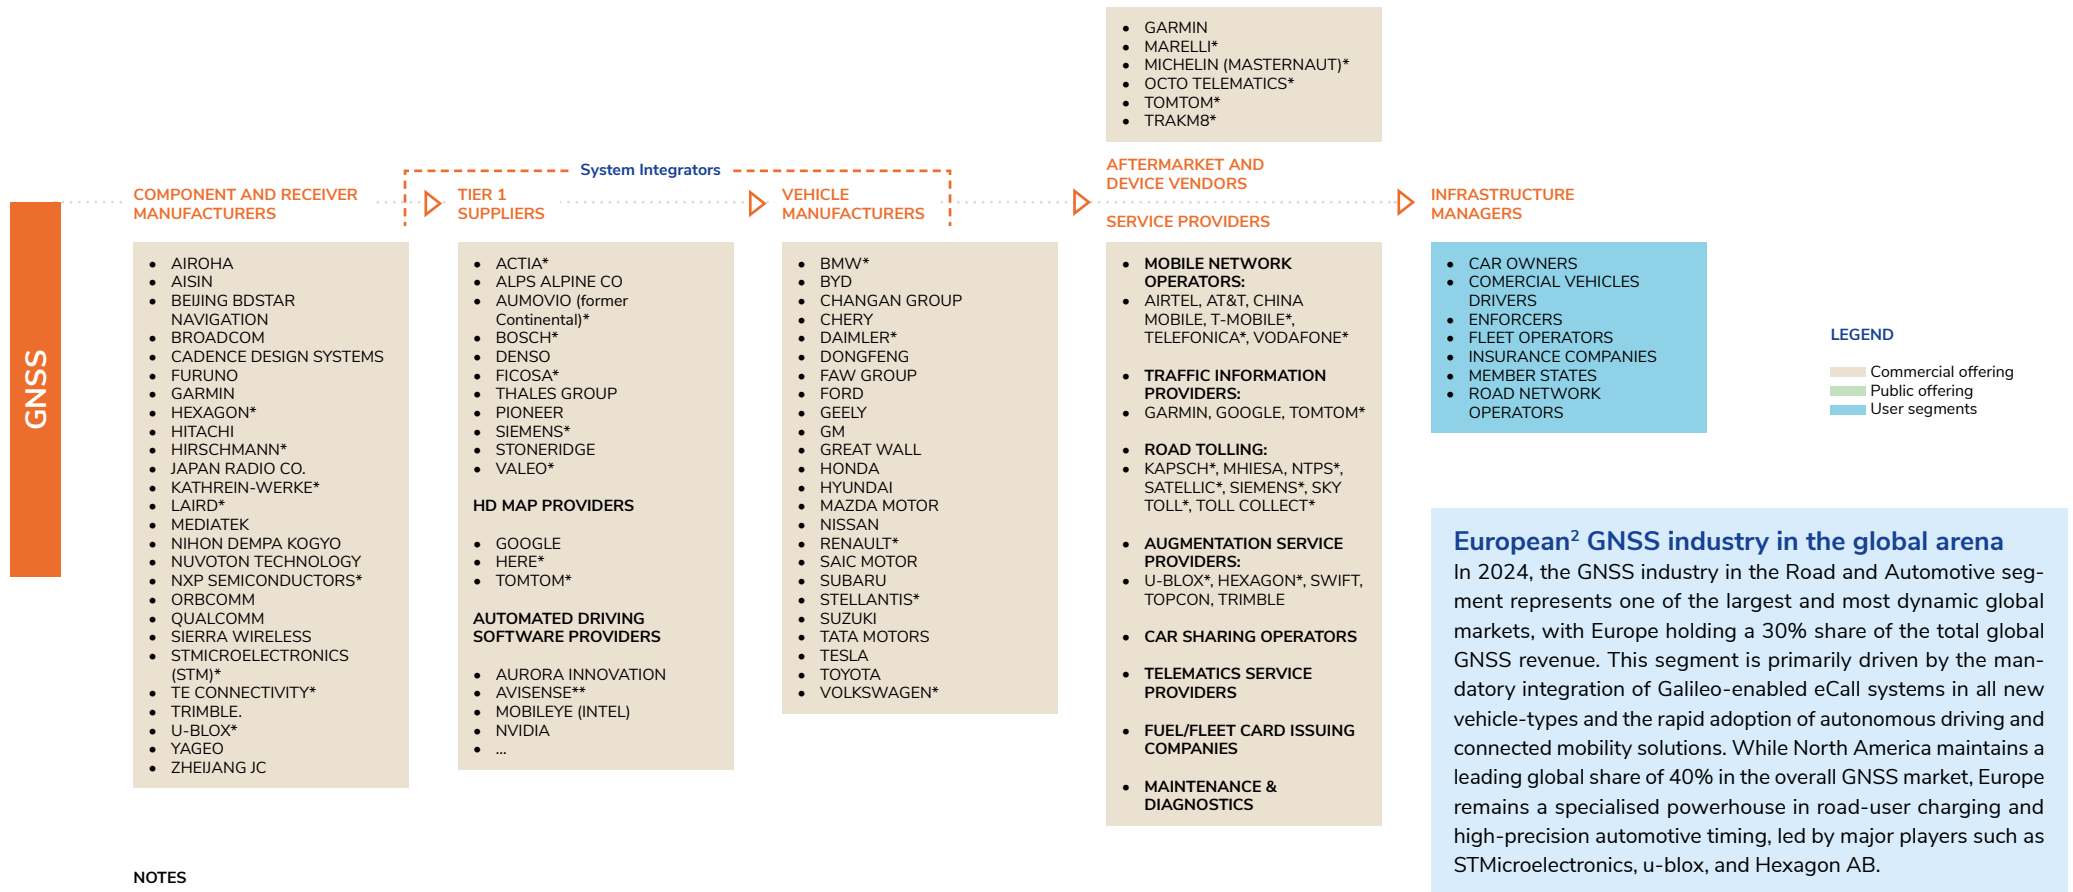 GARMIN
MARELLI*
MICHELIN (MASTERNAUT)*
OCTO TELEMATICS*
TOMTOM*
TRAKM8*
System Integrators
GNSS
COMPONENT AND RECEIVER
MANUFACTURERS
TIER 1
SUPPLIERS
VEHICLE
MANUFACTURERS
AFTERMARKET AND
DEVICE VENDORS
SERVICE PROVIDERS
INFRASTRUCTURE
MANAGERS
AIROHA
AISIN
BEIJING BDSTAR
NAVIGATION
BROADCOM
CADENCE DESIGN SYSTEMS
FURUNO
GARMIN
HEXAGON*
HITACHI
HIRSCHMANN*
JAPAN RADIO CO.
KATHREIN-WERKE*
LAIRD*
MEDIATEK
NIHON DEMPA KOGYO
NUVOTON TECHNOLOGY
NXP SEMICONDUCTORS*
ORBCOMM
QUALCOMM
SIERRA WIRELESS
STMICROELECTRONICS
(STM)*
TE CONNECTIVITY*
TRIMBLE.
U-BLOX*
YAGEO
ZHEIJANG JC
ACTIA*
ALPS ALPINE CO
AUMOVIO (former
Continental)*
BOSCH*
DENSO
FICOSA*
THALES GROUP
PIONEER
SIEMENS*
STONERIDGE
VALEO*
HD MAP PROVIDERS
GOOGLE
HERE*
TOMTOM*
AUTOMATED DRIVING
SOFTWARE PROVIDERS
AURORA INNOVATION
AVISENSE**
MOBILEYE (INTEL)
NVIDIA
...
BMW*
BYD
CHANGAN GROUP
CHERY
DAIMLER*
DONGFENG
FAW GROUP
FORD
GEELY
GM
GREAT WALL
HONDA
HYUNDAI
MAZDA MOTOR
NISSAN
RENAULT*
SAIC MOTOR
SUBARU
STELLANTIS*
SUZUKI
TATA MOTORS
TESLA
TOYOTA
VOLKSWAGEN*
MOBILE NETWORK
OPERATORS:
AIRTEL, AT&T, CHINA
MOBILE, T-MOBILE*,
TELEFONICA*, VODAFONE*
TRAFFIC INFORMATION
PROVIDERS:
GARMIN, GOOGLE, TOMTOM*
ROAD TOLLING:
KAPSCH*, MHIESA, NTPS*,
SATELLIC*, SIEMENS*, SKY
TOLL*, TOLL COLLECT*
AUGMENTATION SERVICE
PROVIDERS:
U-BLOX*, HEXAGON*, SWIFT,
TOPCON, TRIMBLE
CAR SHARING OPERATORS
TELEMATICS SERVICE
PROVIDERS
FUEL/FLEET CARD ISSUING
COMPANIES
MAINTENANCE &
DIAGNOSTICS
CAR OWNERS
COMERCIAL VEHICLES
DRIVERS
ENFORCERS
FLEET OPERATORS
INSURANCE COMPANIES
MEMBER STATES
ROAD NETWORK
OPERATORS
LEGEND
Commercial offering
Public offering
User segments
European² GNSS industry in the global arena
In 2024, the GNSS industry in the Road and Automotive seg-
ment represents one of the largest and most dynamic global
markets, with Europe holding a 30% share of the total global
GNSS revenue. This segment is primarily driven by the man-
datory integration of Galileo-enabled eCall systems in all new
vehicle-types and the rapid adoption of autonomous driving and
connected mobility solutions. While North America maintains a
leading global share of 40% in the overall GNSS market, Europe
remains a specialised powerhouse in road-user charging and
high-precision automotive timing, led by major players such as
STMicroelectronics, u-blox, and Hexagon AB.
NOTES